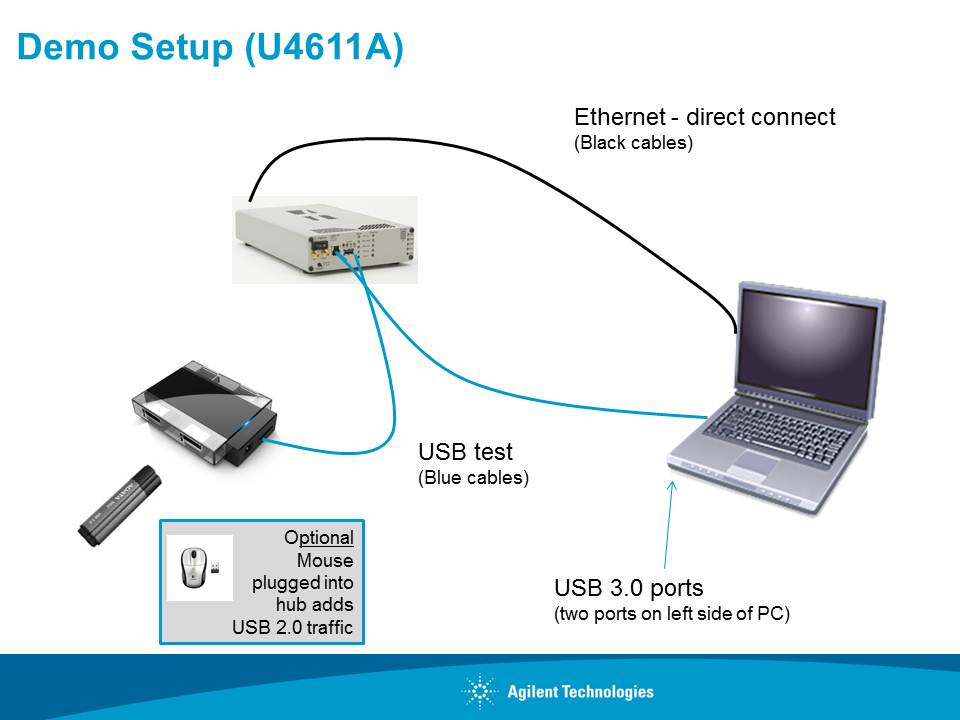 Demo Setup (U4611A)
Ethernet - direct connect
(Black cables)
USB test
(Blue cables)
ADATA
Optional
Mouse
plugged into
hub adds
USB 2.0 traffic
USB 3.0 ports
(two ports on left side of PC)
Agilent Technologies